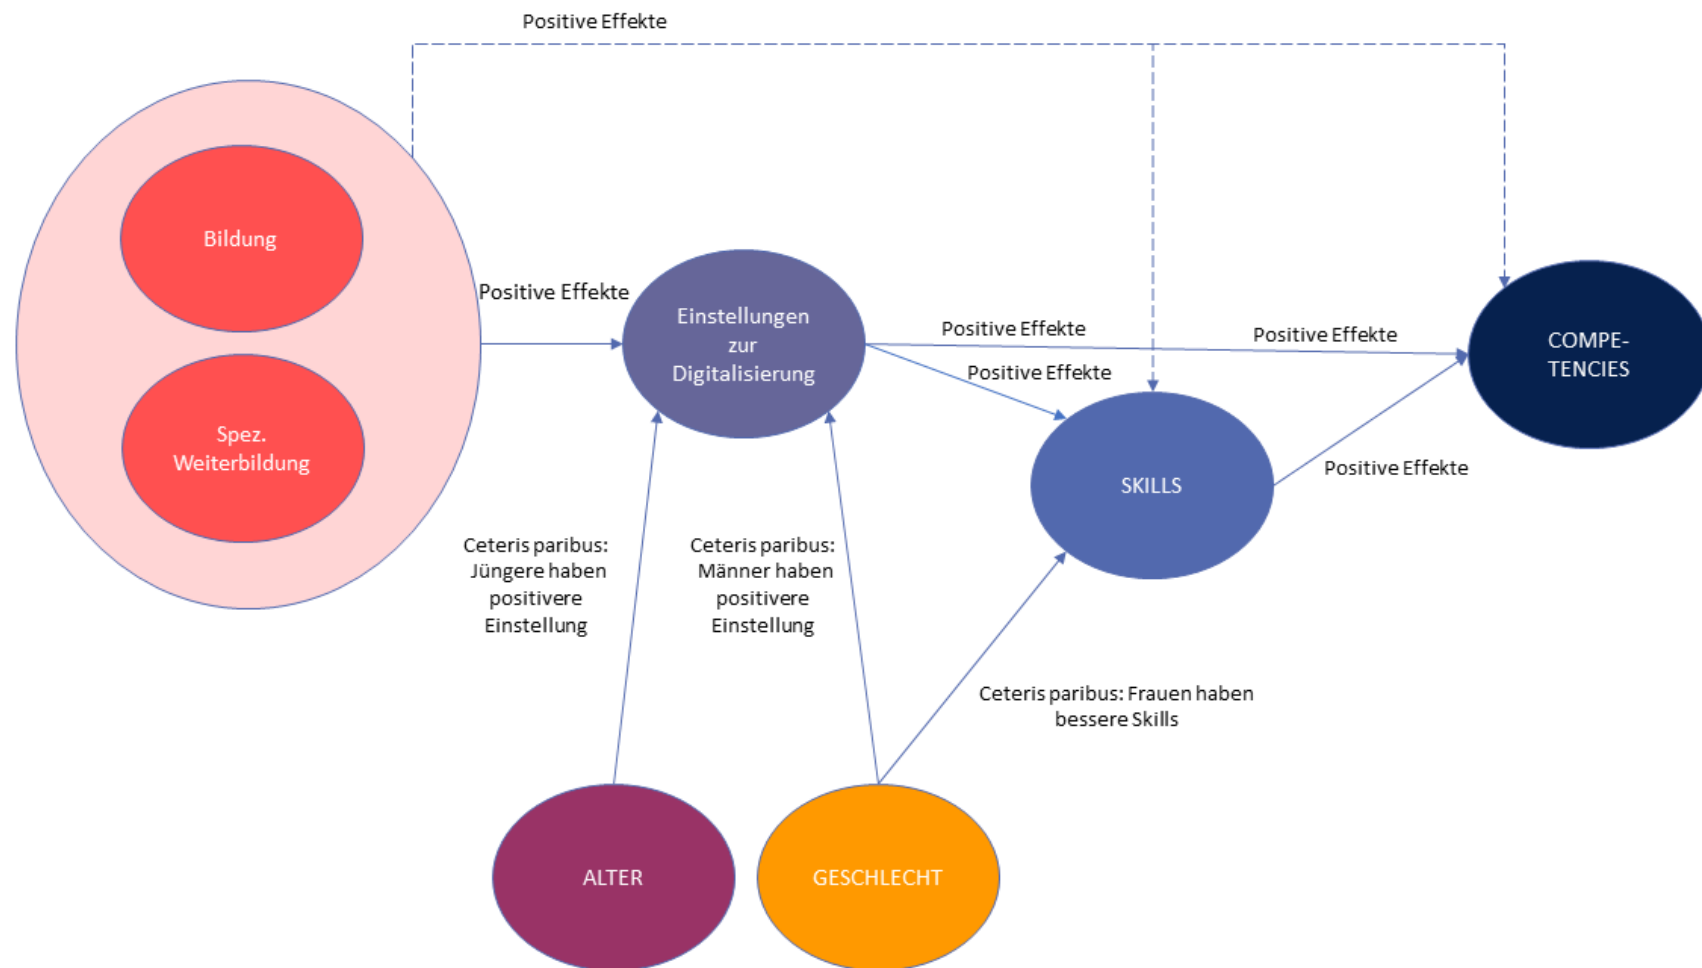 Positive Effekte
Bildung
Spez.
Weiterbildung
Positive Effekte
Einstellungen
zur
Digitalisierung
Positive Effekte
Positive Effekte
Positive Effekte
COMPE-
TENCIES
SKILLS
Positive Effekte
Ceteris paribus:
Jüngere haben
positivere
Einstellung
Ceteris paribus:
Männer haben
positivere
Einstellung
Ceteris paribus: Frauen haben
bessere Skills
ALTER
GESCHLECHT